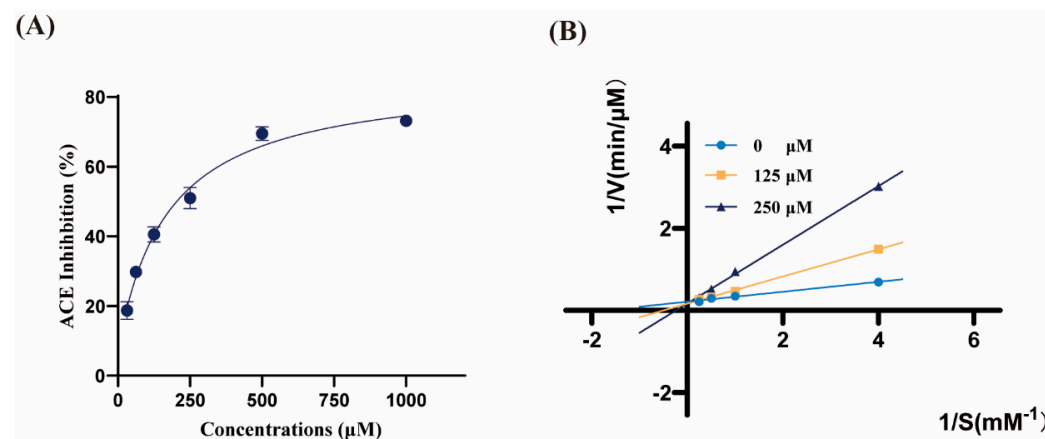 (A)
ACE Inhihbtion (%)
80
60
40
20
0
0 250 500 750 1000
Concentrations (μM)
(B)
1/V(min/μM)
4
2
-2
0 μM
125 μM
250 μM
-2 2 4 6
1/S(mM-1)